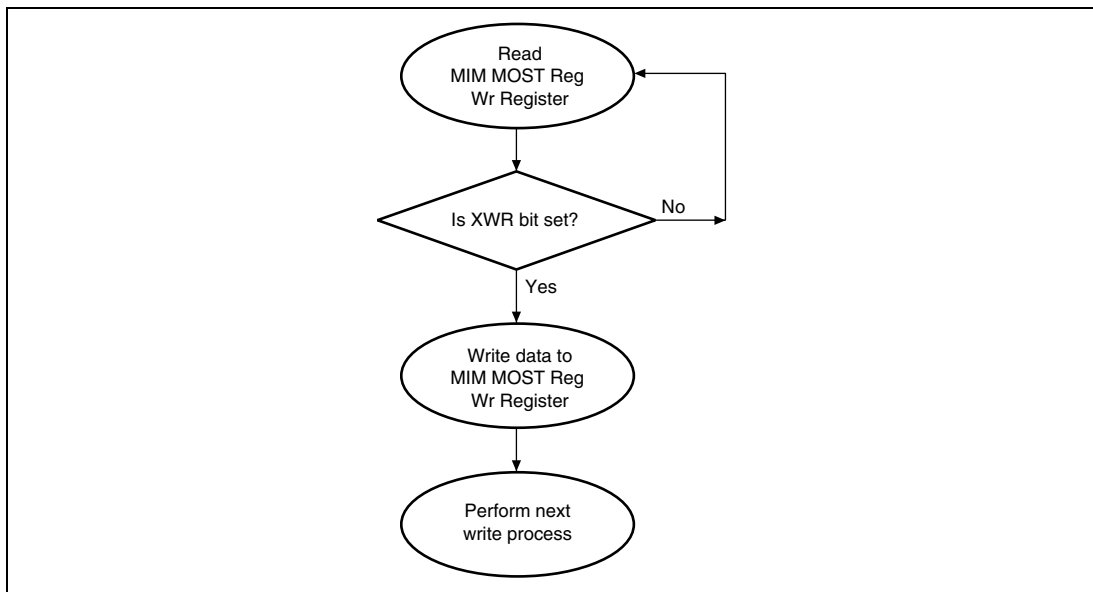 Read
MIM MOST Reg
Wr Register
Is XWR bit set?
No
Yes
Write data to
MIM MOST Reg
Wr Register
Perform next
write process